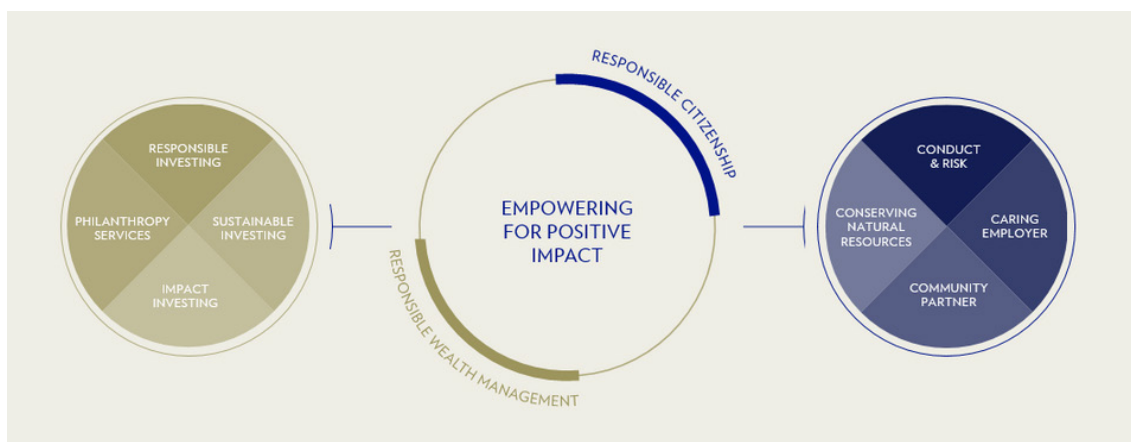 RESPONSIBLE
INVESTING
PHILANTHROPY
SERVICES
SUSTAINABLE
INVESTING
IMPACT
INVESTING
RESPONSIBLE CITIZENSHIP
EMPOWERING
FOR POSITIVE
IMPACT
RESPONSIBLE WEALTH MANAGEMENT
CONDUCT
& RISK
CONSERVING
NATURAL
RESOURCES
CARING
EMPLOYER
COMMUNITY
PARTNER